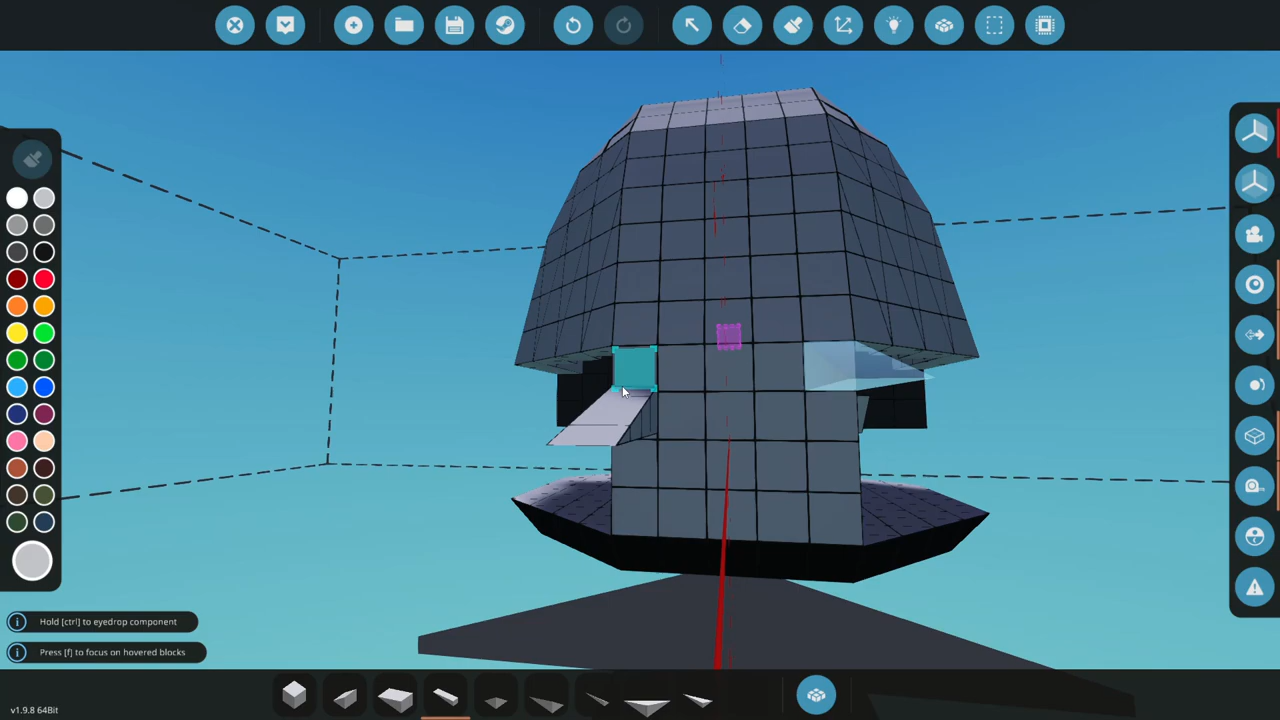 Hold [ctrl] to eyedrop component
Press [f] to focus on hovered blocks
v1.9.8 64Bit